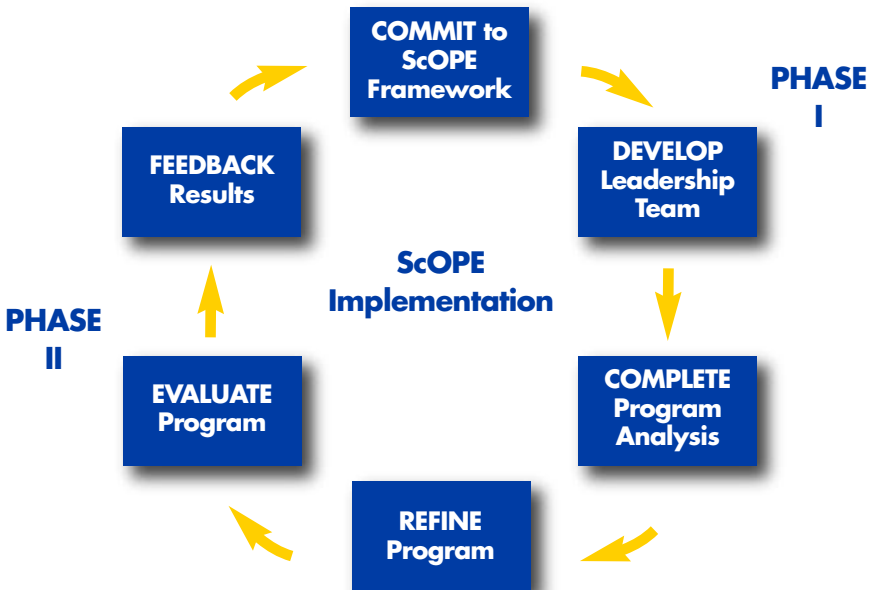 COMMIT to
ScOPE
Framework
PHASE
I
DEVELOP
Leadership
Team
COMPLETE
Program
Analysis
REFINE
Program
PHASE
II
EVALUATE
Program
FEEDBACK
Results
ScOPE
Implementation